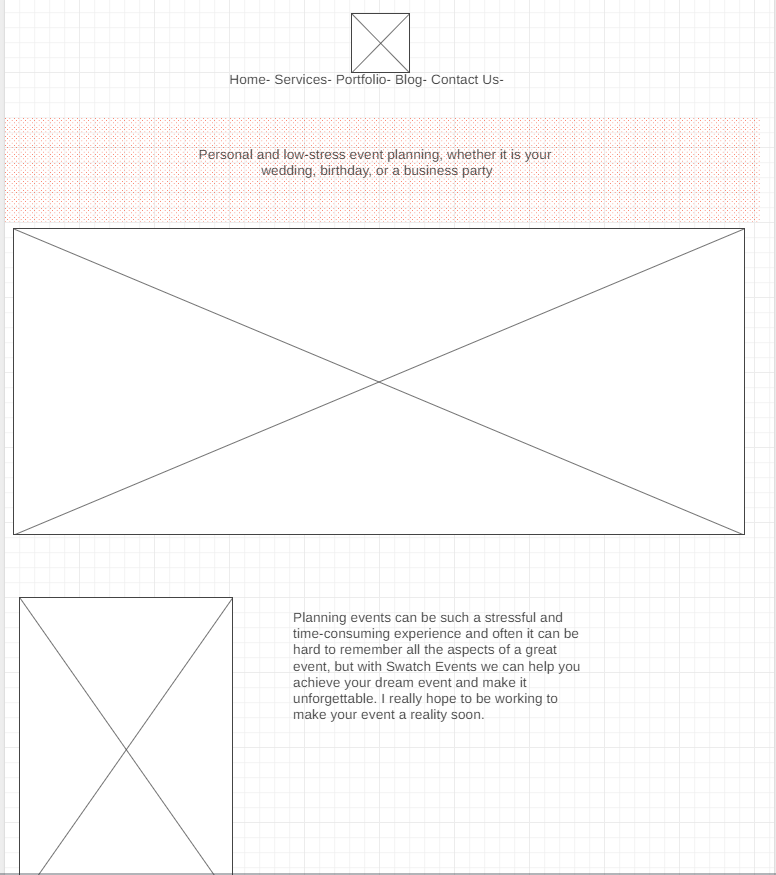 Home- Services- Portfolio- Blog- Contact Us-
Personal and low-stress event planning, whether it is your
wedding, birthday, or a business party
Planning events can be such a stressful and
time-consuming experience and often it can be
hard to remember all the aspects of a great
event, but with Swatch Events we can help you
achieve your dream event and make it
unforgettable. I really hope to be working to
make your event a reality soon.